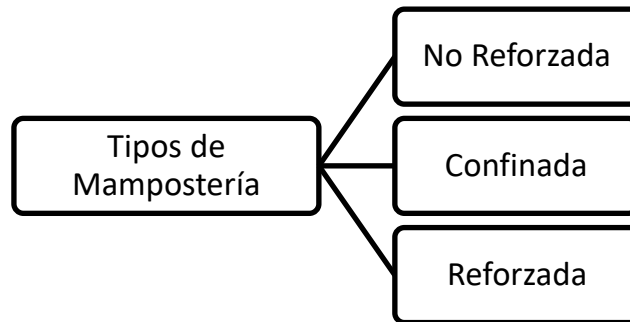 Tipos de
Mampostería
No Reforzada
Confinada
Reforzada